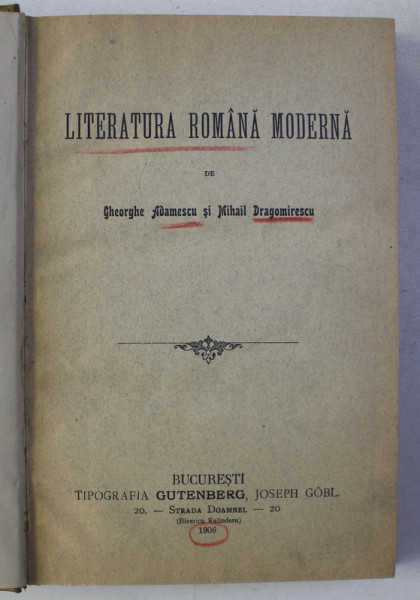 LITERATURA ROMÂNĂ MODERNĂ
DE
Gheorghe Adamescu și Mihail Dragomirescu
BUCUREȘTI
TIPOGRAFIA GUTENBERG, JOSEPH GÖBL
20. — STRADA DOAMNEI — 20
(Biserica Kalinderu)
1906